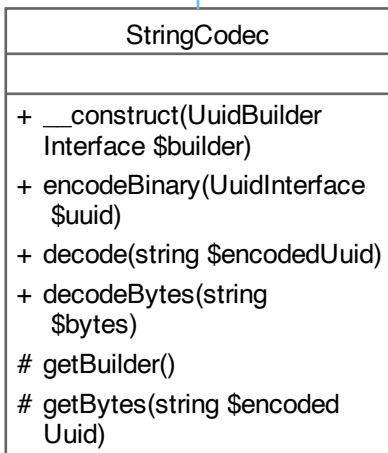 StringCodec
+ __construct(UuidBuilder
Interface $builder)
+ encodeBinary(UuidInterface
$uuid)
+ decode(string $encodedUuid)
+ decodeBytes(string
$bytes)
# getBuilder()
# getBytes(string $encoded
Uuid)